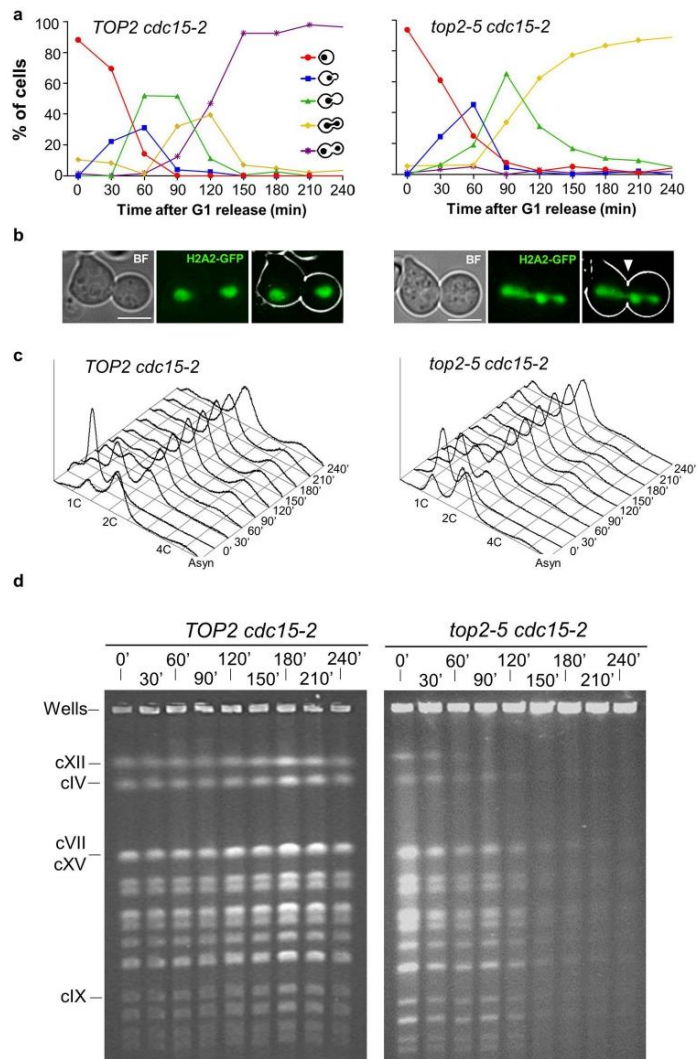 a
TOP2 cdc15-2
top2-5 cdc15-2
% of cells
100
80
60
40
20
0
0 30 60 90 120 150 180 210 240
Time after G1 release (min)
0 30 60 90 120 150 180 210 240
Time after G1 release (min)
b
BF
H2A2-GFP
BF
H2A2-GFP
c
TOP2 cdc15-2
1C
2C
4C
Asyn
0'
30'
60'
90'
120'
150'
180'
210'
240'
top2-5 cdc15-2
1C
2C
4C
Asyn
0'
30'
60'
90'
120'
150'
180'
210'
240'
d
TOP2 cdc15-2
top2-5 cdc15-2
0' 60' 120' 180' 240'
30' 90' 150' 210'
0' 60' 120' 180' 240'
30' 90' 150' 210'
Wells
cXII
cIV
cVII
cXV
cIX